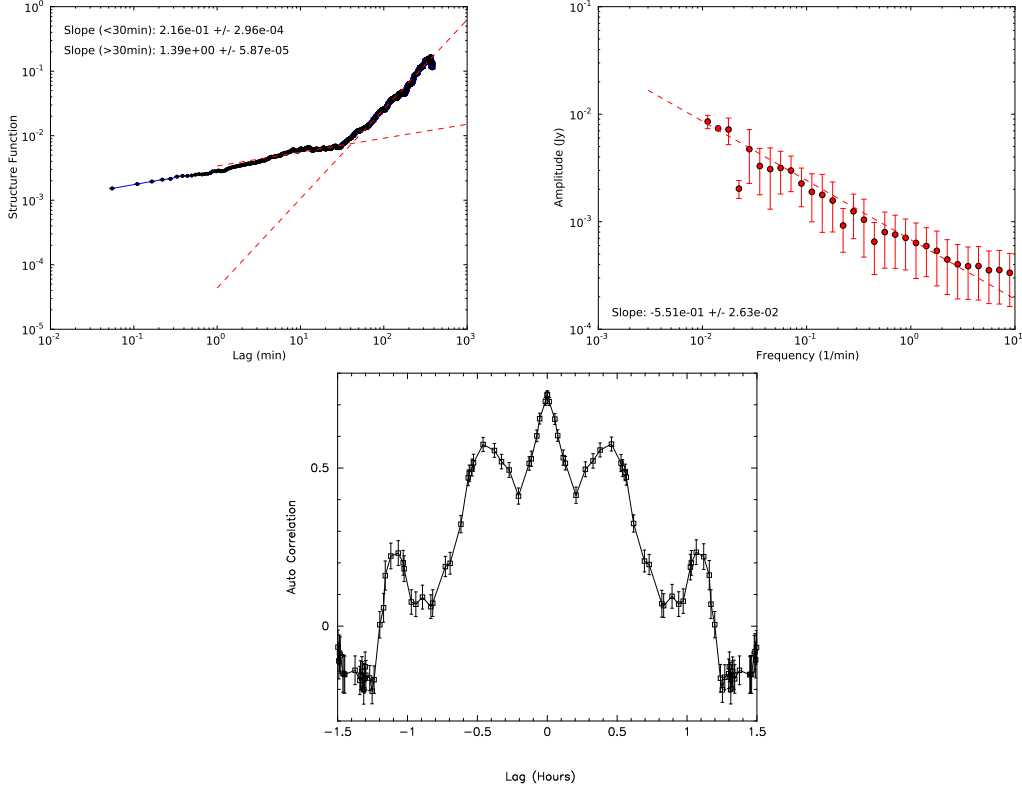 10^0
10^-1
10^-2
10^-3
10^-4
10^-5
Structure Function
Slope (<30min): 2.16e-01 +/- 2.96e-04
Slope (>30min): 1.39e+00 +/- 5.87e-05
10^-2 10^-1 10^0 10^1 10^2 10^3
Lag (min)
10^-1
10^-2
10^-3
10^-4
Amplitude (Jy)
Slope: -5.51e-01 +/- 2.63e-02
10^-3 10^-2 10^-1 10^0 10^1
Frequency (1/min)
0.5
0
Auto Correlation
−1.5 −1 −0.5 0 0.5 1 1.5
Lag (Hours)